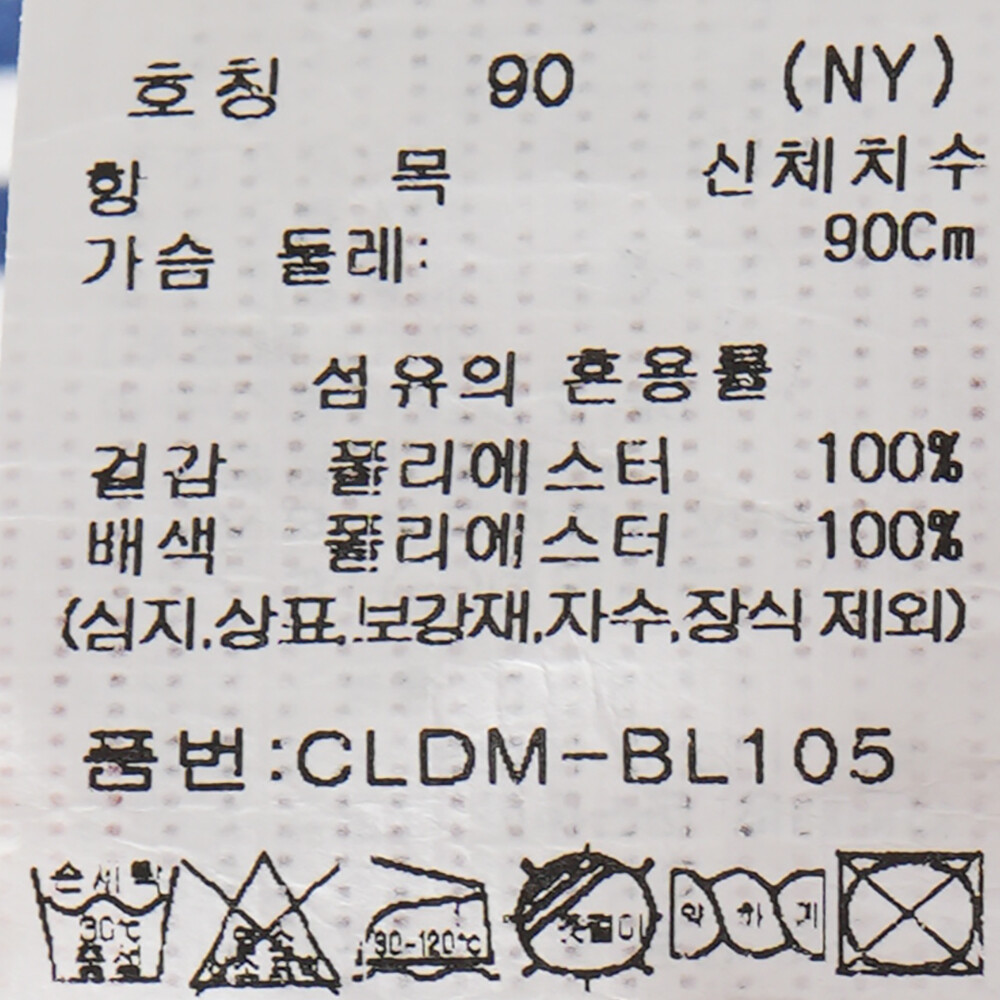 호칭 90 (NY)
항 목 신체치수
가슴 둘레: 90Cm
섬유의 혼용률
겉감 폴리에스터 100%
배색 폴리에스터 100%
(심지,상표,보강재,자수,장식 제외)
품번:CLDM-BL105
손세탁
30℃
중성
90-120℃
옷걸이
약하게